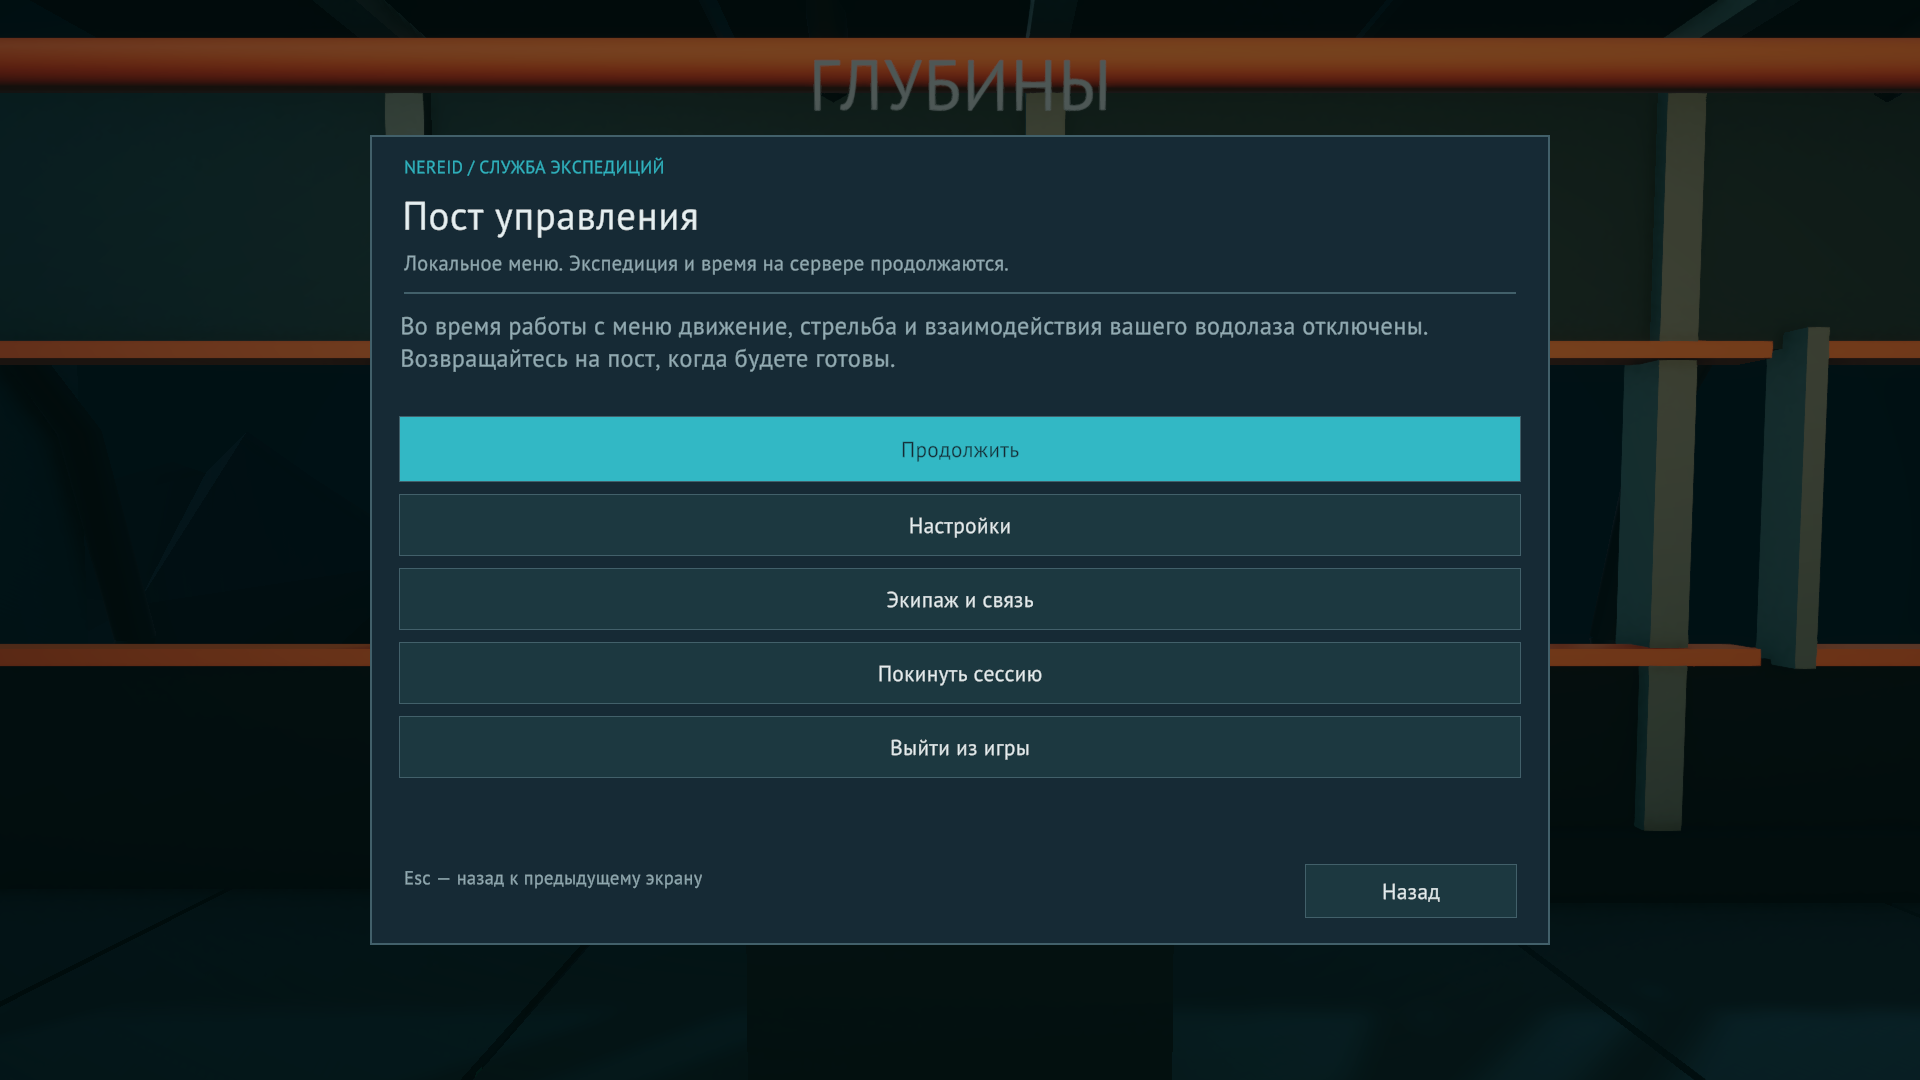 ГЛУБИНЫ
NEREID / СЛУЖБА ЭКСПЕДИЦИЙ
Пост управления
Локальное меню. Экспедиция и время на сервере продолжаются.
Во время работы с меню движение, стрельба и взаимодействия вашего водолаза отключены.
Возвращайтесь на пост, когда будете готовы.
Продолжить
Настройки
Экипаж и связь
Покинуть сессию
Выйти из игры
Esc — назад к предыдущему экрану
Назад